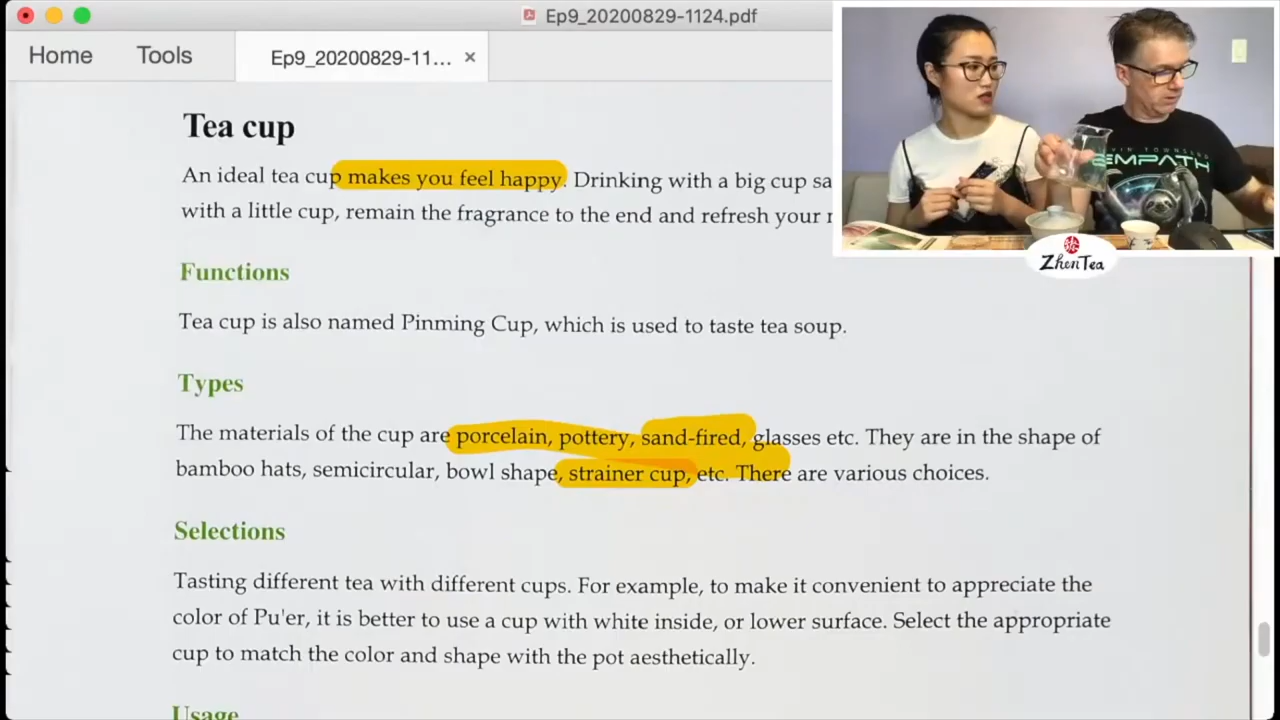 Ep9_20200829-1124.pdf
Home
Tools
Ep9_20200829-11...
Tea cup
An ideal tea cup makes you feel happy. Drinking with a big cup sa
with a little cup, remain the fragrance to the end and refresh your
Functions
Tea cup is also named Pinming Cup, which is used to taste tea soup.
Types
The materials of the cup are porcelain, pottery, sand-fired, glasses etc. They are in the shape of
bamboo hats, semicircular, bowl shape, strainer cup, etc. There are various choices.
Selections
Tasting different tea with different cups. For example, to make it convenient to appreciate the
color of Pu'er, it is better to use a cup with white inside, or lower surface. Select the appropriate
cup to match the color and shape with the pot aesthetically.
Usage
EMPATH
ZhenTea